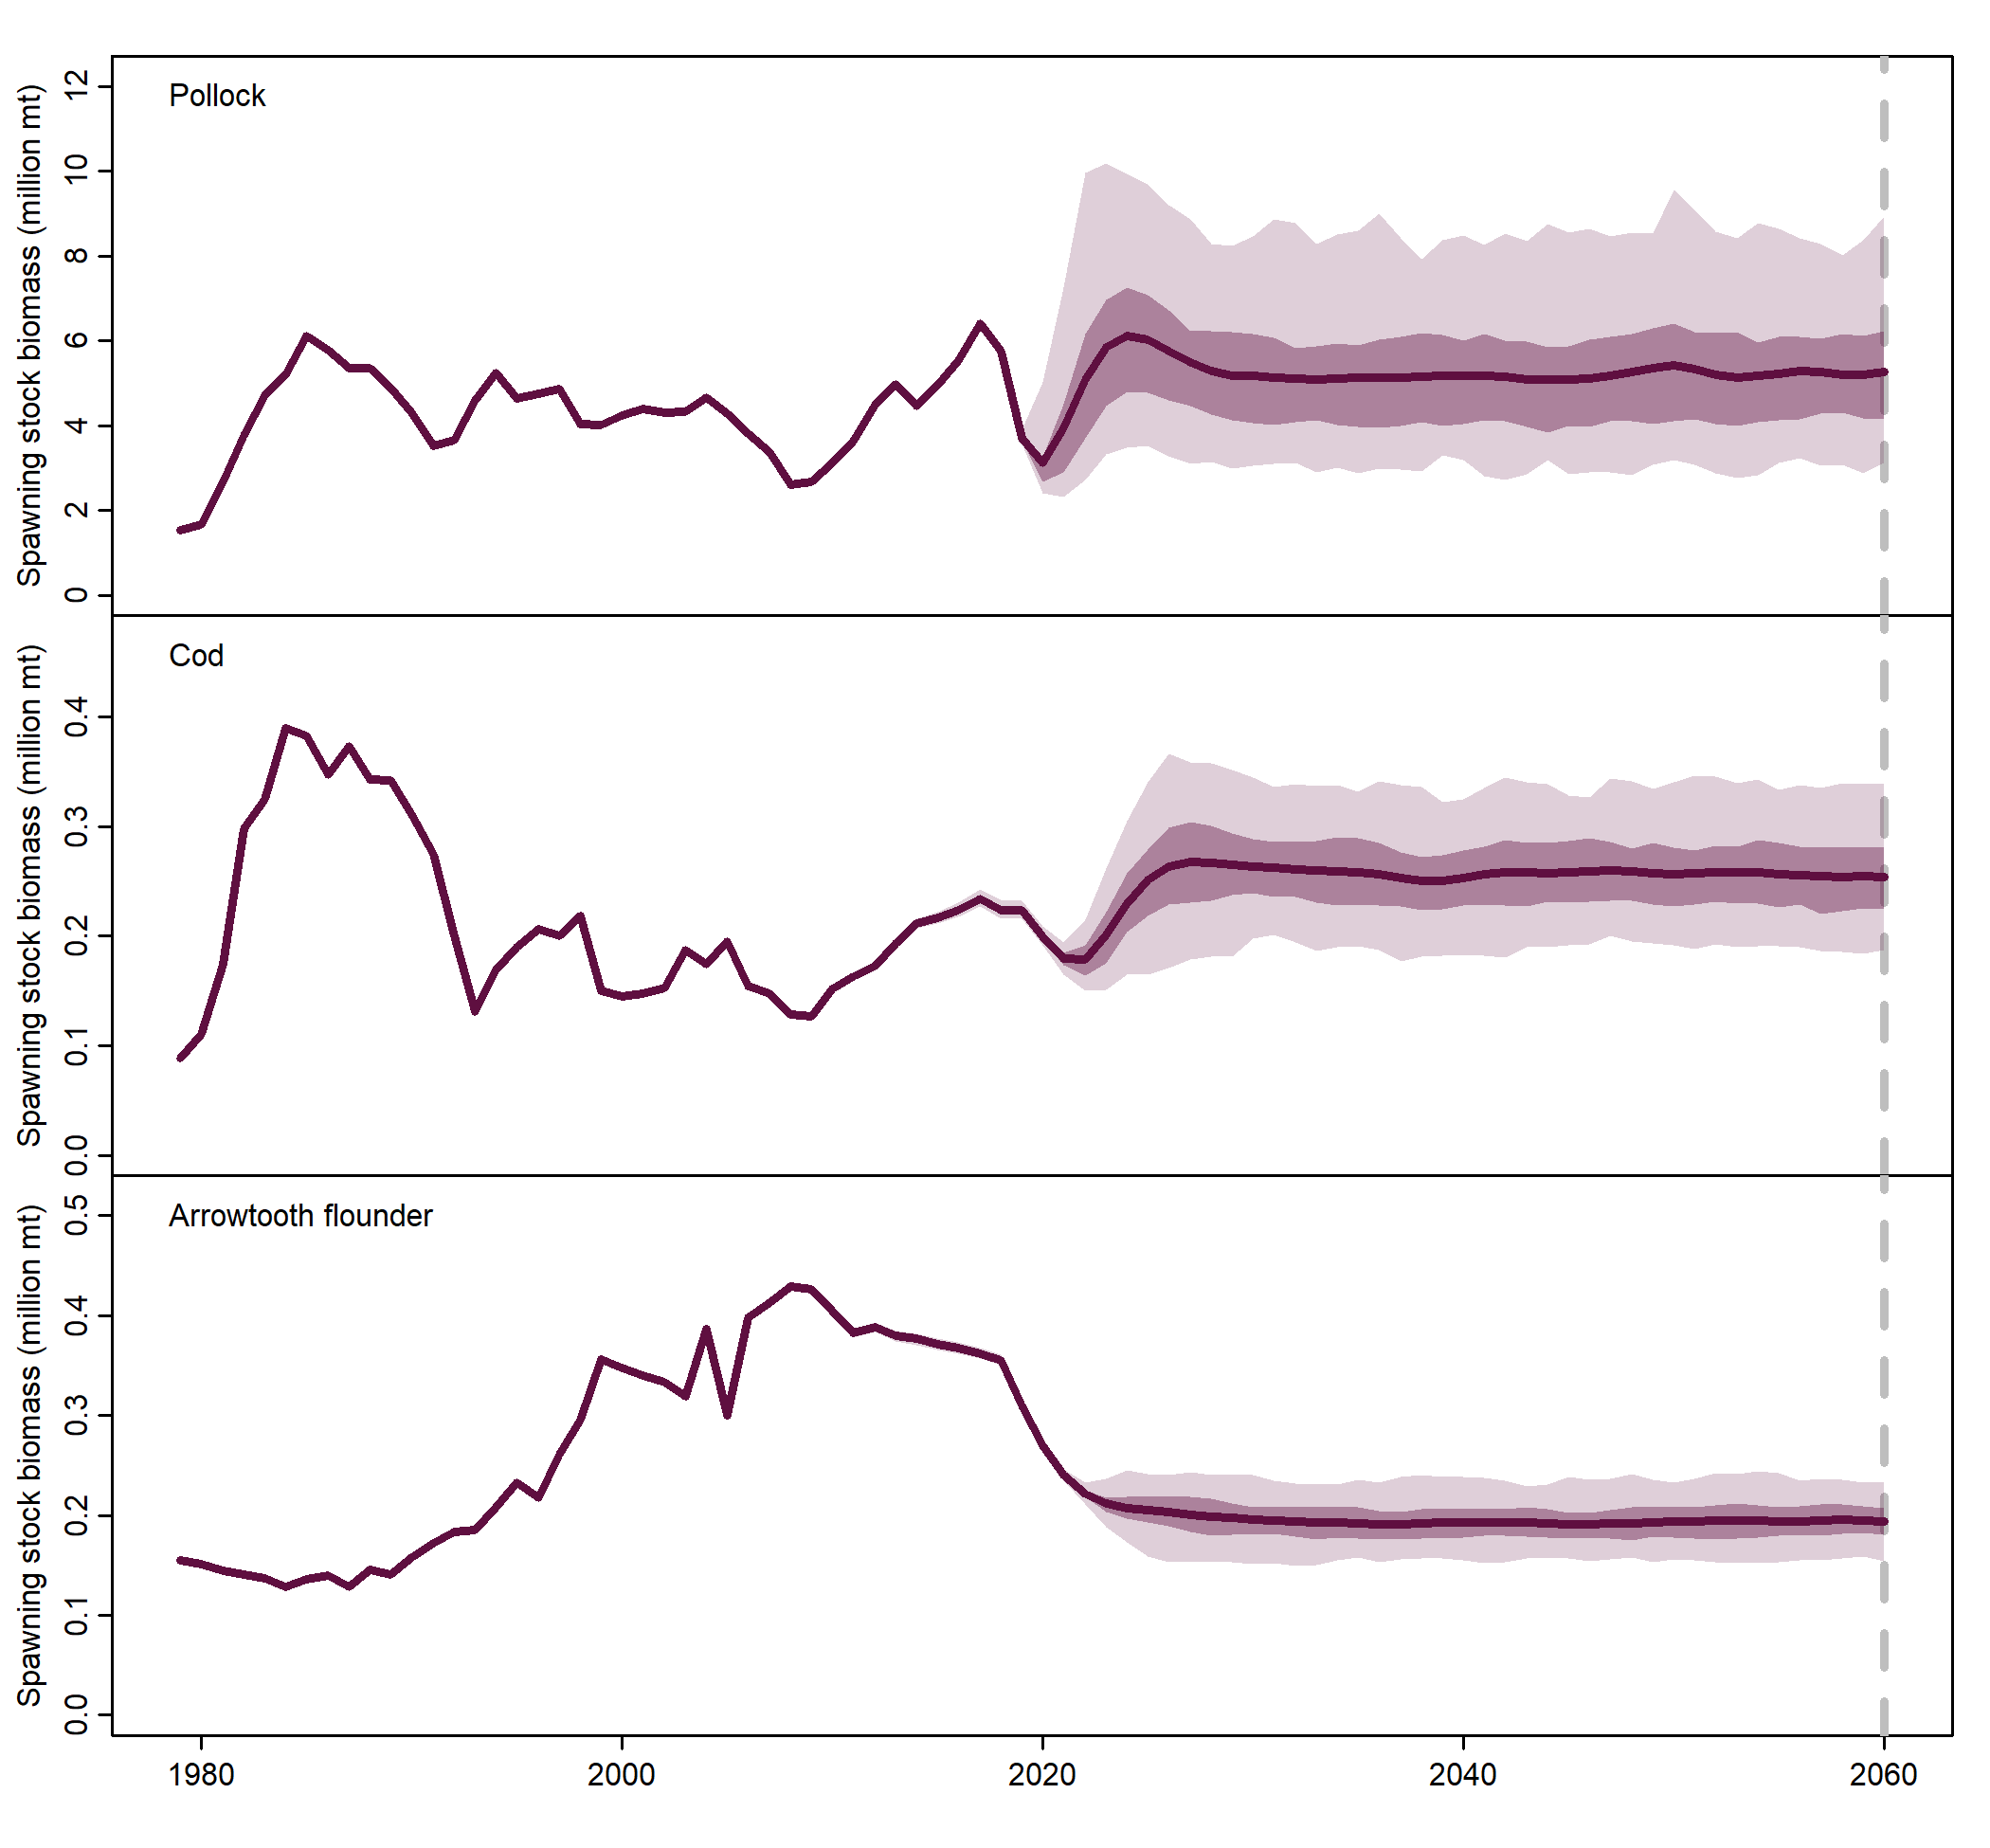 Spawning stock biomass (million mt)
12
10
8
6
4
2
0
Pollock
Spawning stock biomass (million mt)
0.4
0.3
0.2
0.1
0.0
Cod
Spawning stock biomass (million mt)
0.5
0.4
0.3
0.2
0.1
0.0
Arrowtooth flounder
1980 2000 2020 2040 2060